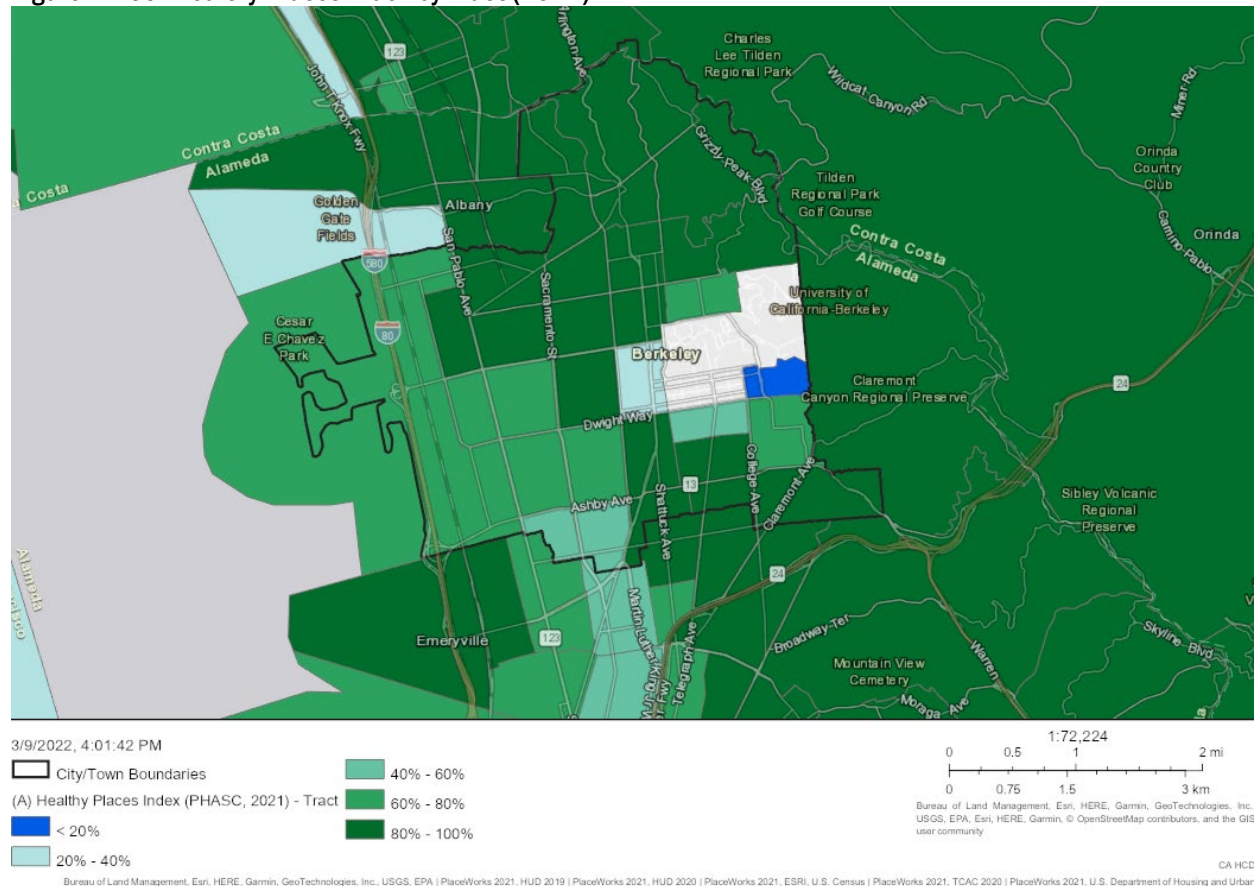 123
Arlington Ave
Charles
Lee Tilden
Regional Park
Wildcat Canyon Rd
Miner Rd
John T Knox Fwy
Contra Costa
Alameda
Costa
Grizzly Peak Blvd
Orinda
Country
Club
Tilden
Regional Park
Golf Course
Golden
Gate
Fields
Albany
580
San Pablo Ave
Sacramento St
Contra Costa
Alameda
Camino Pablo
Orinda
University of
California-Berkeley
Cesar
E Chavez
Park
80
Berkeley
24
Claremont
Canyon Regional Preserve
Dwight Way
College Ave
Claremont Ave
13
Ashby Ave
Shattuck Ave
Sibley Volcanic
Regional
Preserve
Alameda
24
Emeryville
123
Martin Luther King Jr
Telegraph Ave
Broadway Ter
Warren
Skyline Blvd
Mountain View
Cemetery
Moraga Ave
3/9/2022, 4:01:42 PM
City/Town Boundaries
(A) Healthy Places Index (PHASC, 2021) - Tract
< 20%
20% - 40%
40% - 60%
60% - 80%
80% - 100%
1:72,224
0 0.5 1 2 mi
0 0.75 1.5 3 km
Bureau of Land Management, Esri, HERE, Garmin, GeoTechnologies, Inc.
USGS, EPA, Esri, HERE, Garmin, © OpenStreetMap contributors, and the GIS
user community
CA HCD
Bureau of Land Management, Esri, HERE, Garmin, GeoTechnologies, Inc., USGS, EPA | PlaceWorks 2021, HUD 2019 | PlaceWorks 2021, HUD 2020 | PlaceWorks 2021, ESRI, U.S. Census | PlaceWorks 2021, TCAC 2020 | PlaceWorks 2021, U.S. Department of Housing and Urban